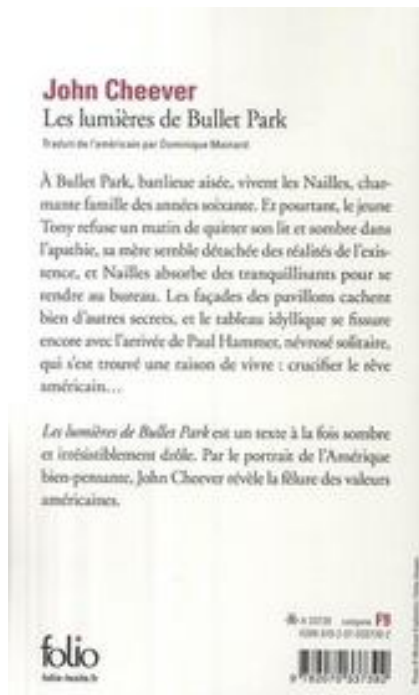 John Cheever
Les lumières de Bullet Park
Traduit de l'américain par Dominique Mainard
À Bullet Park, banlieue aisée, vivent les Nailles, char-
mante famille des années soixante. Et pourtant, le jeune
Tony refuse un matin de quitter son lit et sombre dans
l'apathie, sa mère semble détachée des réalités de l'exis-
tence, et Nailles absorbe des tranquillisants pour se
rendre au bureau. Les façades des pavillons cachent
bien d'autres secrets, et le tableau idyllique se fissure
encore avec l'arrivée de Paul Hammer, névrosé solitaire,
qui s'est trouvé une raison de vivre : crucifier le rêve
américain…
Les lumières de Bullet Park est un texte à la fois sombre
et irrésistiblement drôle. Par le portrait de l'Amérique
bien-pensante, John Cheever révèle la fêlure des valeurs
américaines.
catégorie F9
folio
folio-lesite.fr
9782070337392